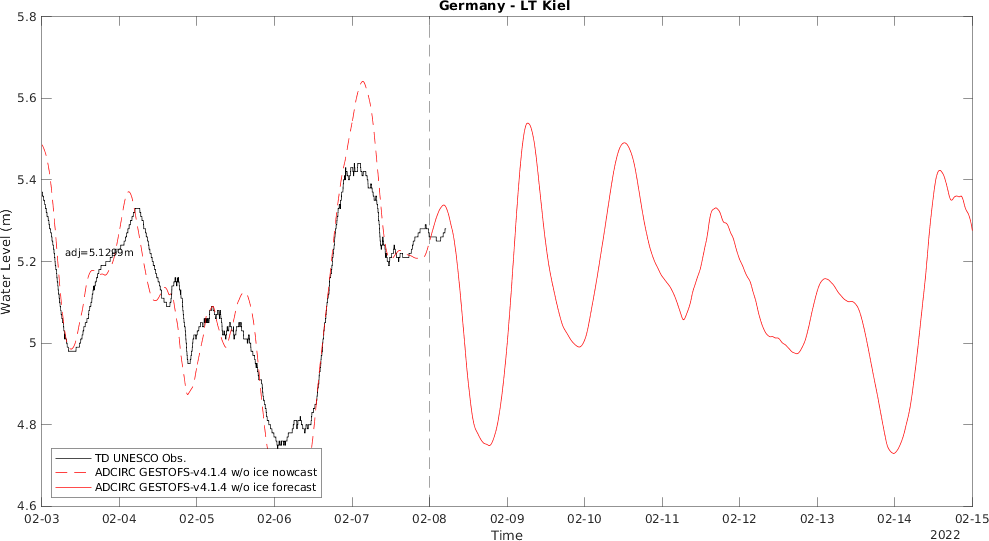 Germany - LT Kiel
5.8
5.6
5.4
5.2
5
4.8
4.6
Water Level (m)
adj=5.1299m
TD UNESCO Obs.
ADCIRC GESTOFS-v4.1.4 w/o ice nowcast
ADCIRC GESTOFS-v4.1.4 w/o ice forecast
02-03 02-04 02-05 02-06 02-07 02-08 02-09 02-10 02-11 02-12 02-13 02-14 02-15
Time
2022